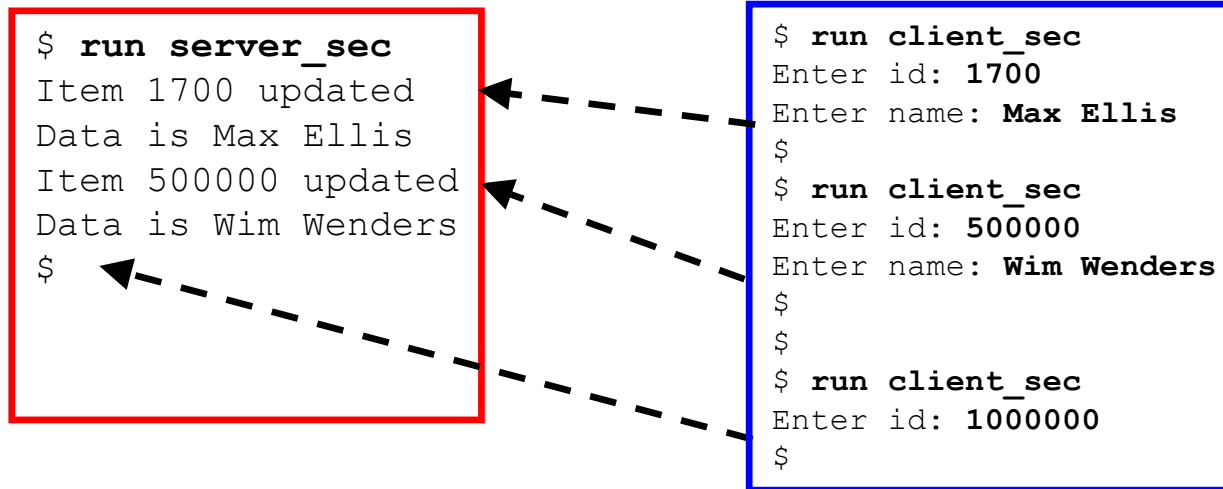 $ run server_sec
Item 1700 updated
Data is Max Ellis
Item 500000 updated
Data is Wim Wenders
$
$ run client_sec
Enter id: 1700
Enter name: Max Ellis
$
$ run client_sec
Enter id: 500000
Enter name: Wim Wenders
$
$
$ run client_sec
Enter id: 1000000
$